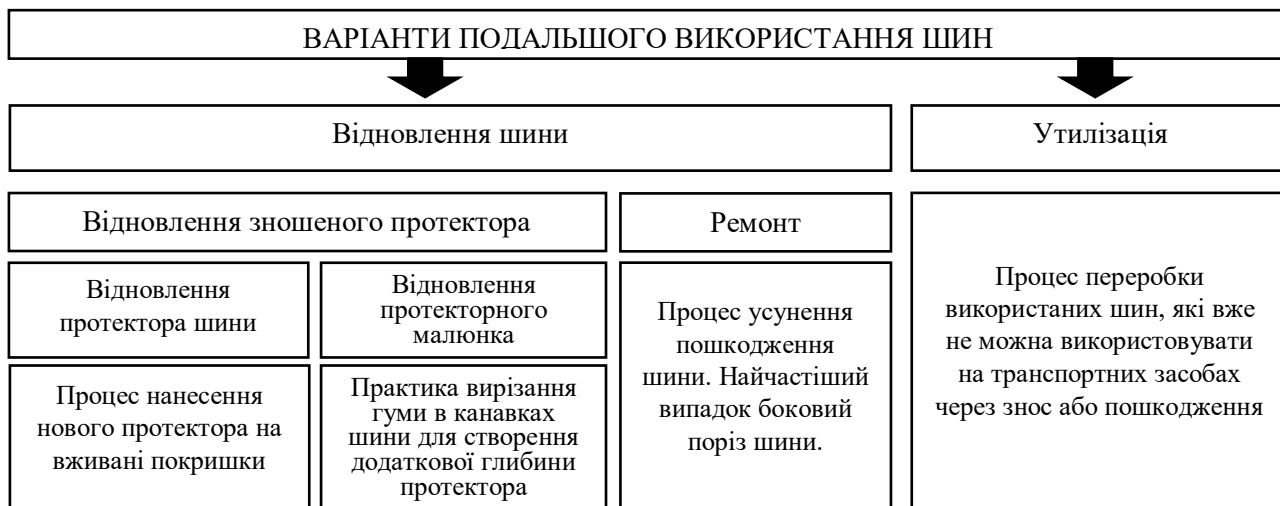 ВАРІАНТИ ПОДАЛЬШОГО ВИКОРИСТАННЯ ШИН
Відновлення шини
Утилізація
Відновлення зношеного протектора
Ремонт
Відновлення
протектора шини
Відновлення
протекторного
малюнка
Процес нанесення
нового протектора на
вживані покришки
Практика вирізання
гуми в канавках
шини для створення
додаткової глибини
протектора
Процес усунення
пошкодження
шини. Найчастіший
випадок боковий
поріз шини.
Процес переробки
використаних шин, які вже
не можна використовувати
на транспортних засобах
через знос або пошкодження